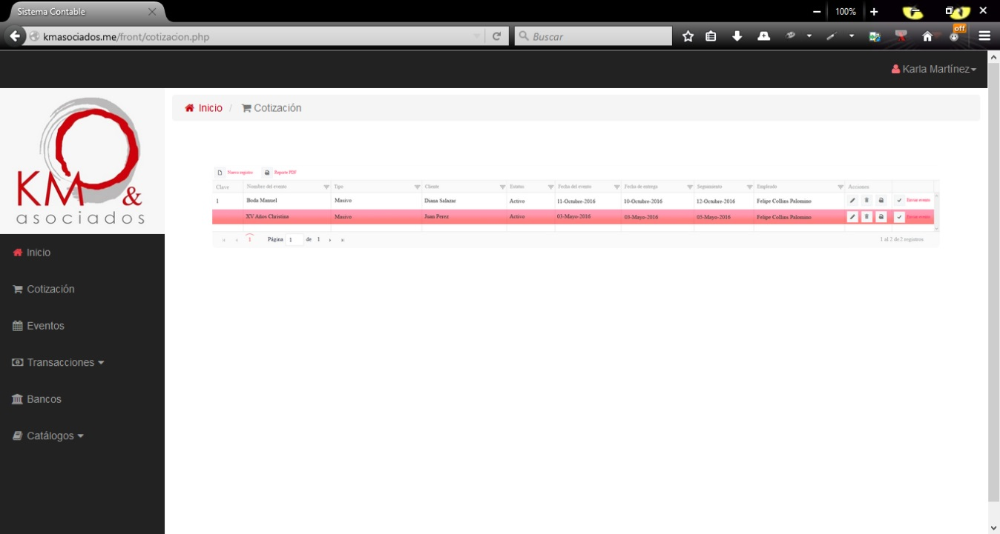 Sistema Contable
100%
kmasociados.me/front/cotizacion.php
Buscar
off
Karla Martínez
KM &
asociados
Inicio / Cotización
Inicio
Cotización
Eventos
Transacciones
Bancos
Catálogos
Nuevo registro Reporte PDF
Clave Nombre del evento Tipo Cliente Estatus Fecha del evento Fecha de entrega Seguimiento Empleado Acciones
1 Boda Manuel Masivo Diana Salazar Activo 11-Octubre-2016 10-Octubre-2016 12-Octubre-2016 Felipe Collins Palomino Enviar evento
XV Años Christina Masivo Juan Perez Activo 03-Mayo-2016 03-Mayo-2016 05-Mayo-2016 Felipe Collins Palomino Enviar evento
1 Página 1 de 1 1 al 2 de 2 registros